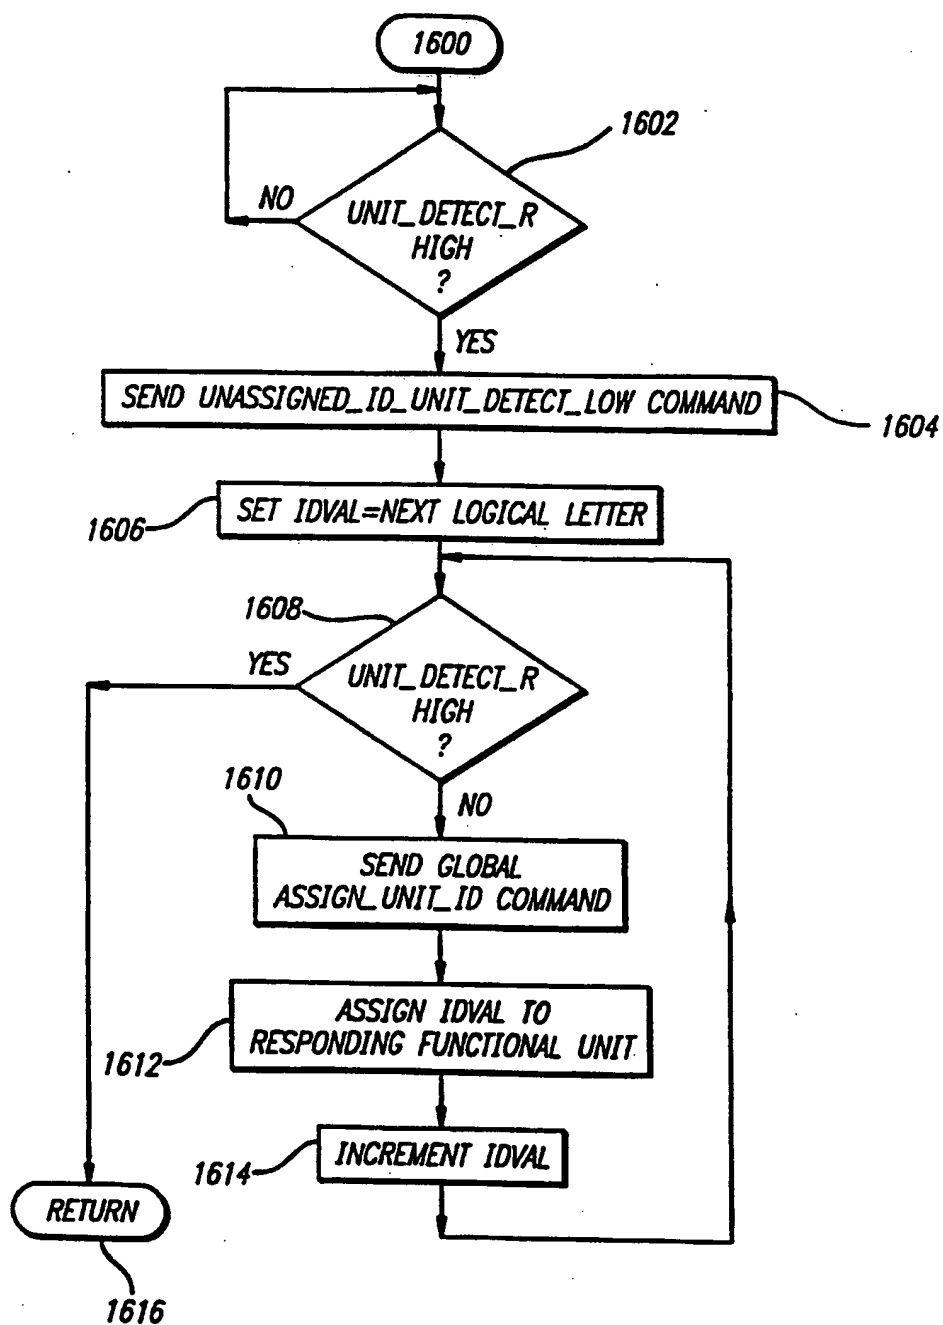 1600
1602
NO
UNIT_DETECT_R
HIGH
?
YES
SEND UNASSIGNED_ID_UNIT_DETECT_LOW COMMAND
1604
SET IDVAL=NEXT LOGICAL LETTER
1606
1608
YES
UNIT_DETECT_R
HIGH
?
1610
NO
SEND GLOBAL
ASSIGN_UNIT_ID COMMAND
ASSIGN IDVAL TO
RESPONDING FUNCTIONAL UNIT
1612
INCREMENT IDVAL
1614
RETURN
1616